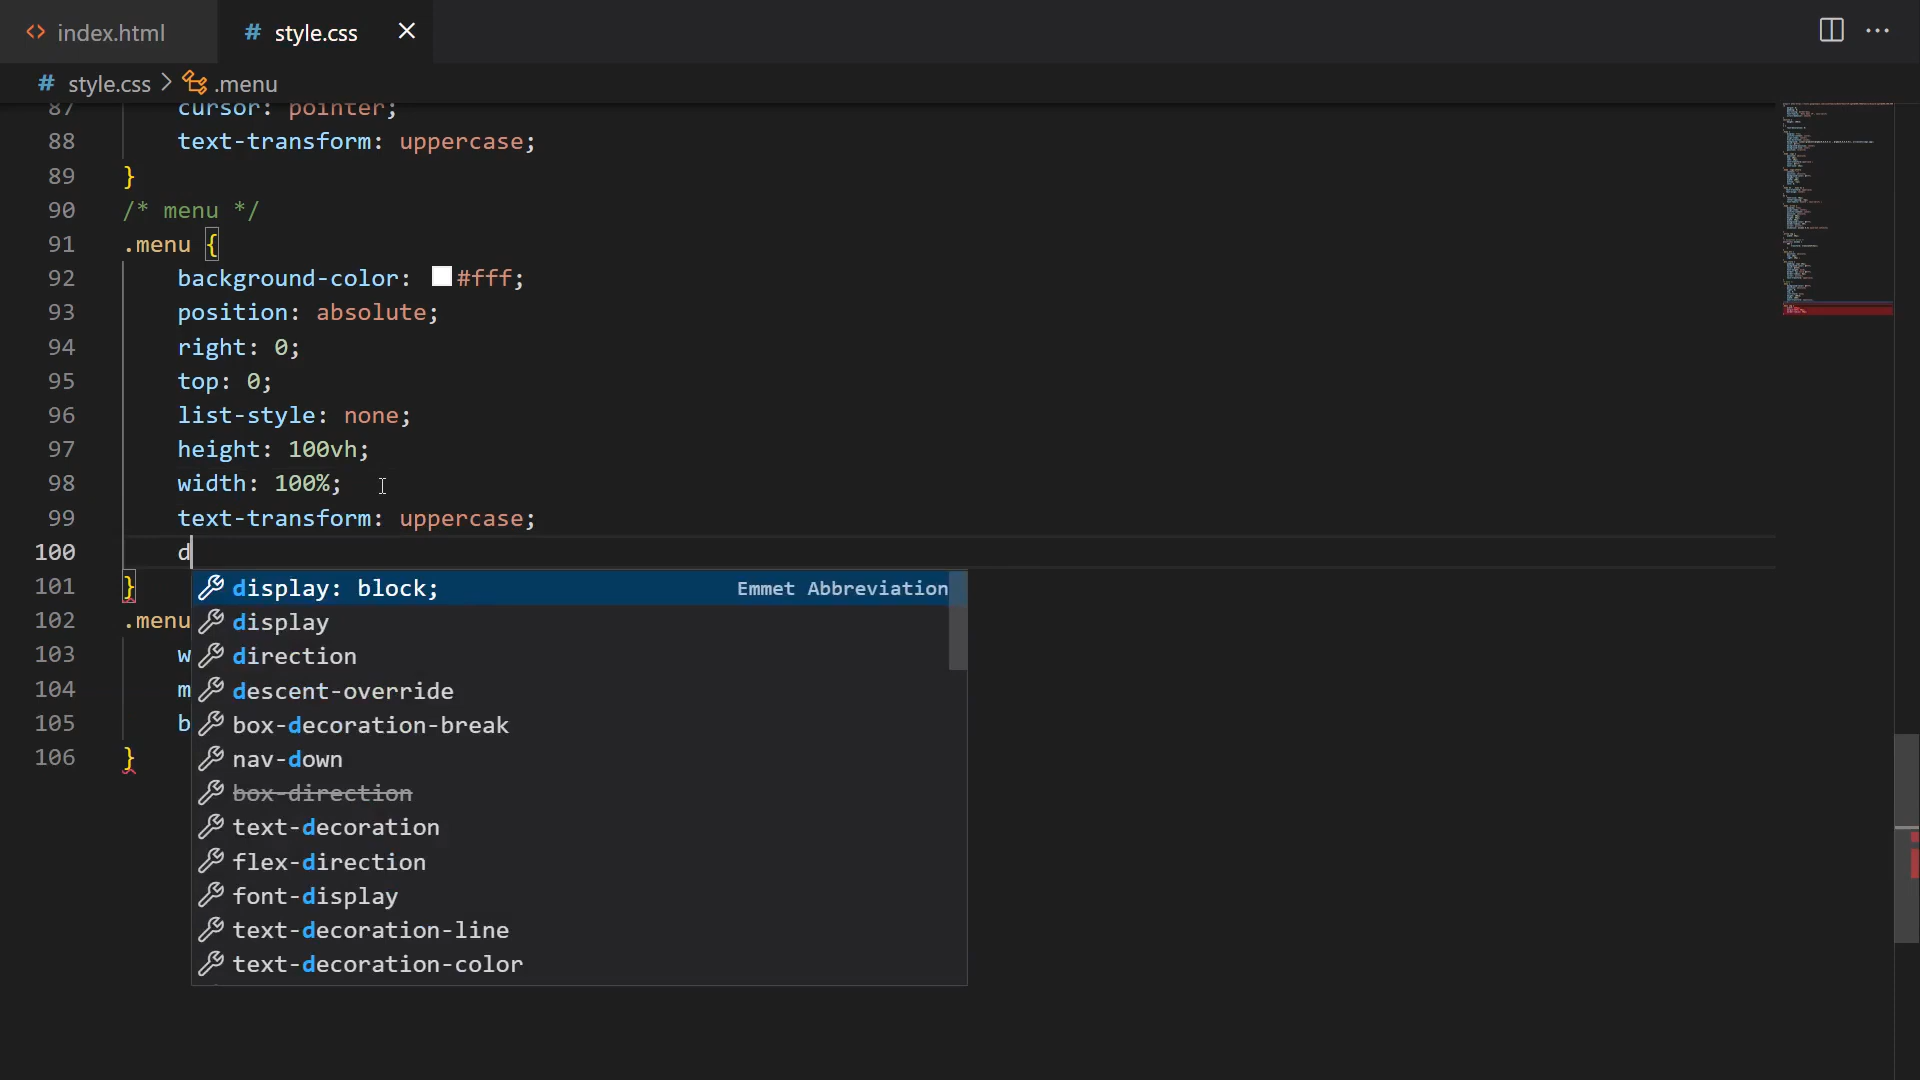 index.html
# style.css
# style.css > .menu
87 cursor: pointer;
88 text-transform: uppercase;
89 }
90 /* menu */
91 .menu {
92 background-color: #fff;
93 position: absolute;
94 right: 0;
95 top: 0;
96 list-style: none;
97 height: 100vh;
98 width: 100%;
99 text-transform: uppercase;
100 d
101 }
display: block; Emmet Abbreviation
102 .menu
display
direction
103 w
descent-override
104 m
box-decoration-break
105 b
nav-down
106 }
box-direction
text-decoration
flex-direction
font-display
text-decoration-line
text-decoration-color